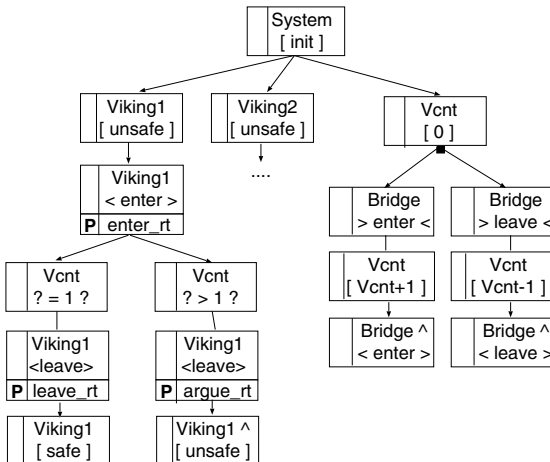 System
[ init ]
Viking1
[ unsafe ]
Viking2
[ unsafe ]
Vcnt
[ 0 ]
....
Viking1
< enter >
P enter_rt
Bridge
> enter <
Bridge
> leave <
Vcnt
? = 1 ?
Vcnt
? > 1 ?
Vcnt
[ Vcnt+1 ]
Vcnt
[ Vcnt-1 ]
Viking1
<leave>
P leave_rt
Viking1
<leave>
P argue_rt
Bridge ^
< enter >
Bridge ^
< leave >
Viking1
[ safe ]
Viking1 ^
[ unsafe ]